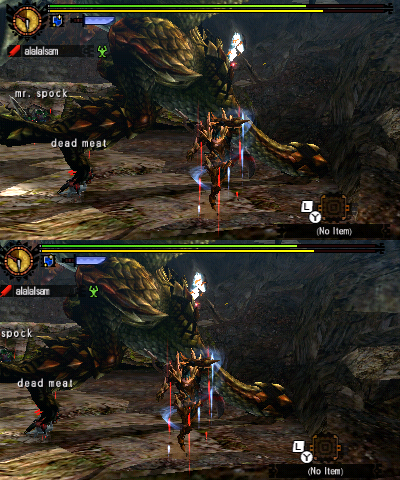 alalalsam
mr. spock
dead meat
L
Y
(No Item)
alalalsam
spock
dead meat
L
Y
(No Item)